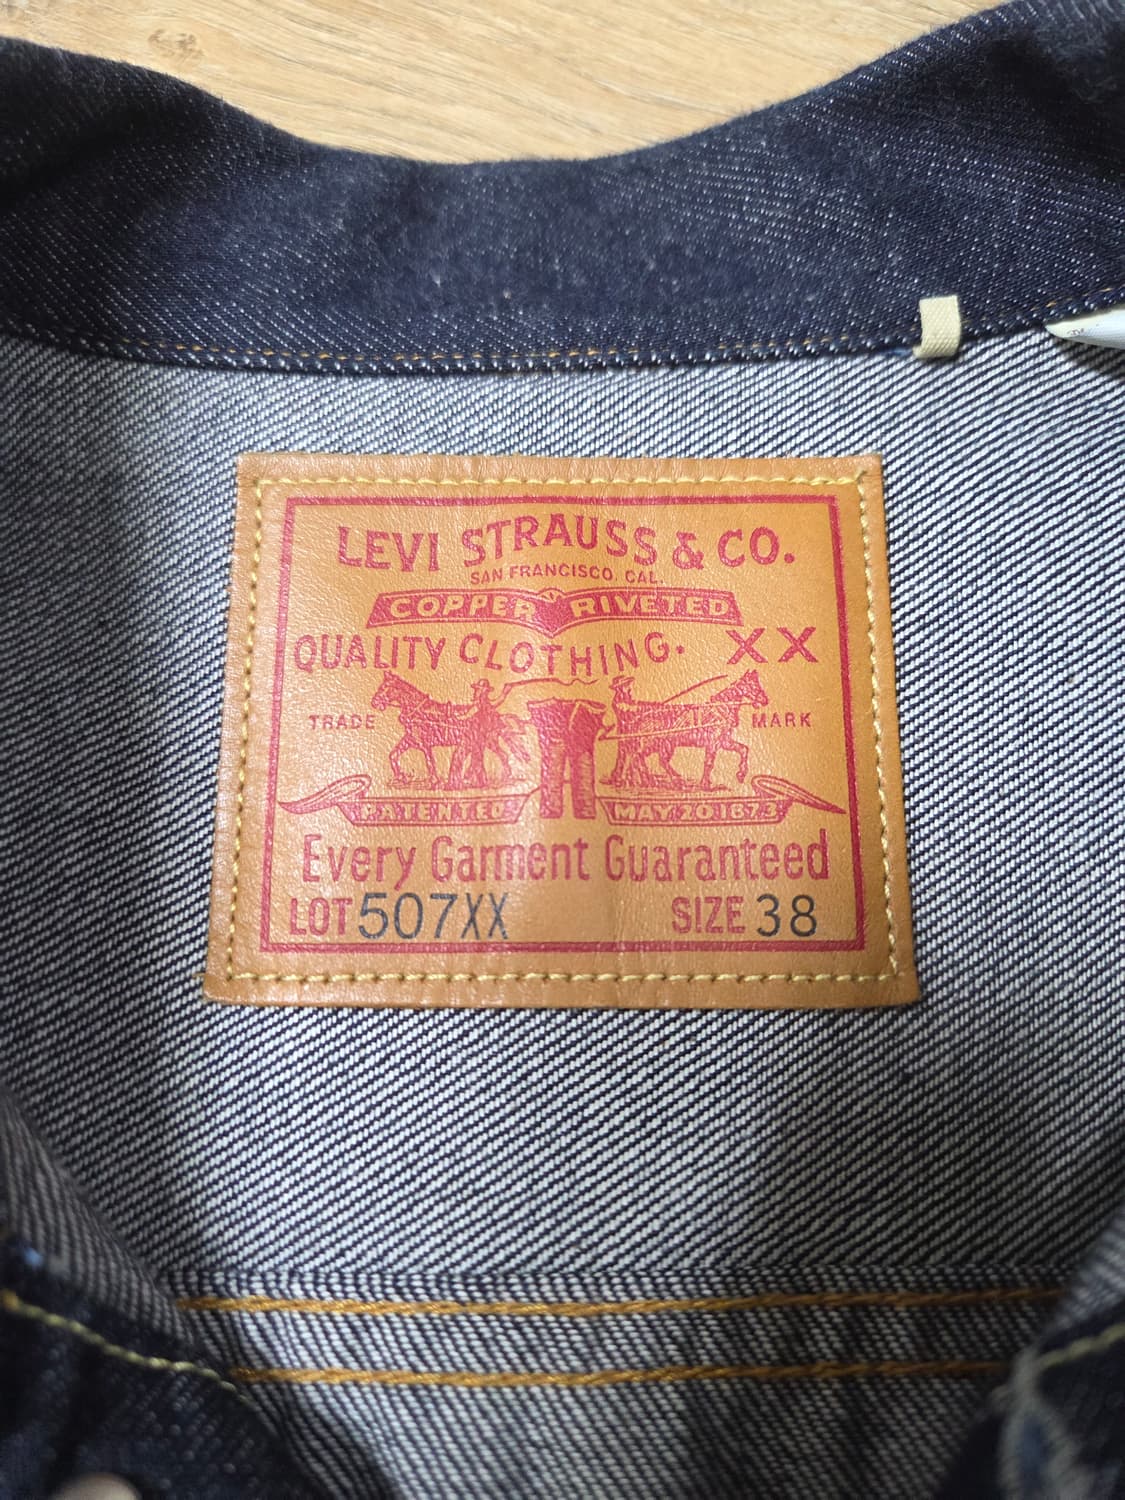 LEVI STRAUSS & CO.
SAN FRANCISCO, CAL.
COPPER RIVETED
QUALITY CLOTHING. XX
TRADE MARK
PATENTED MAY 20 1873
Every Garment Guaranteed
LOT 507XX SIZE 38